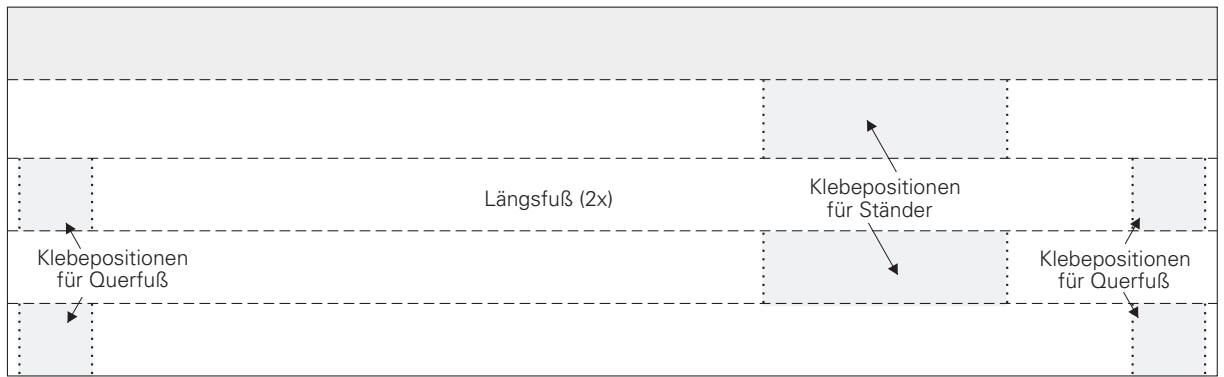 Längsfuß (2x)
Klebepositionen
für Ständer
Klebepositionen
für Querfuß
Klebepositionen
für Querfuß